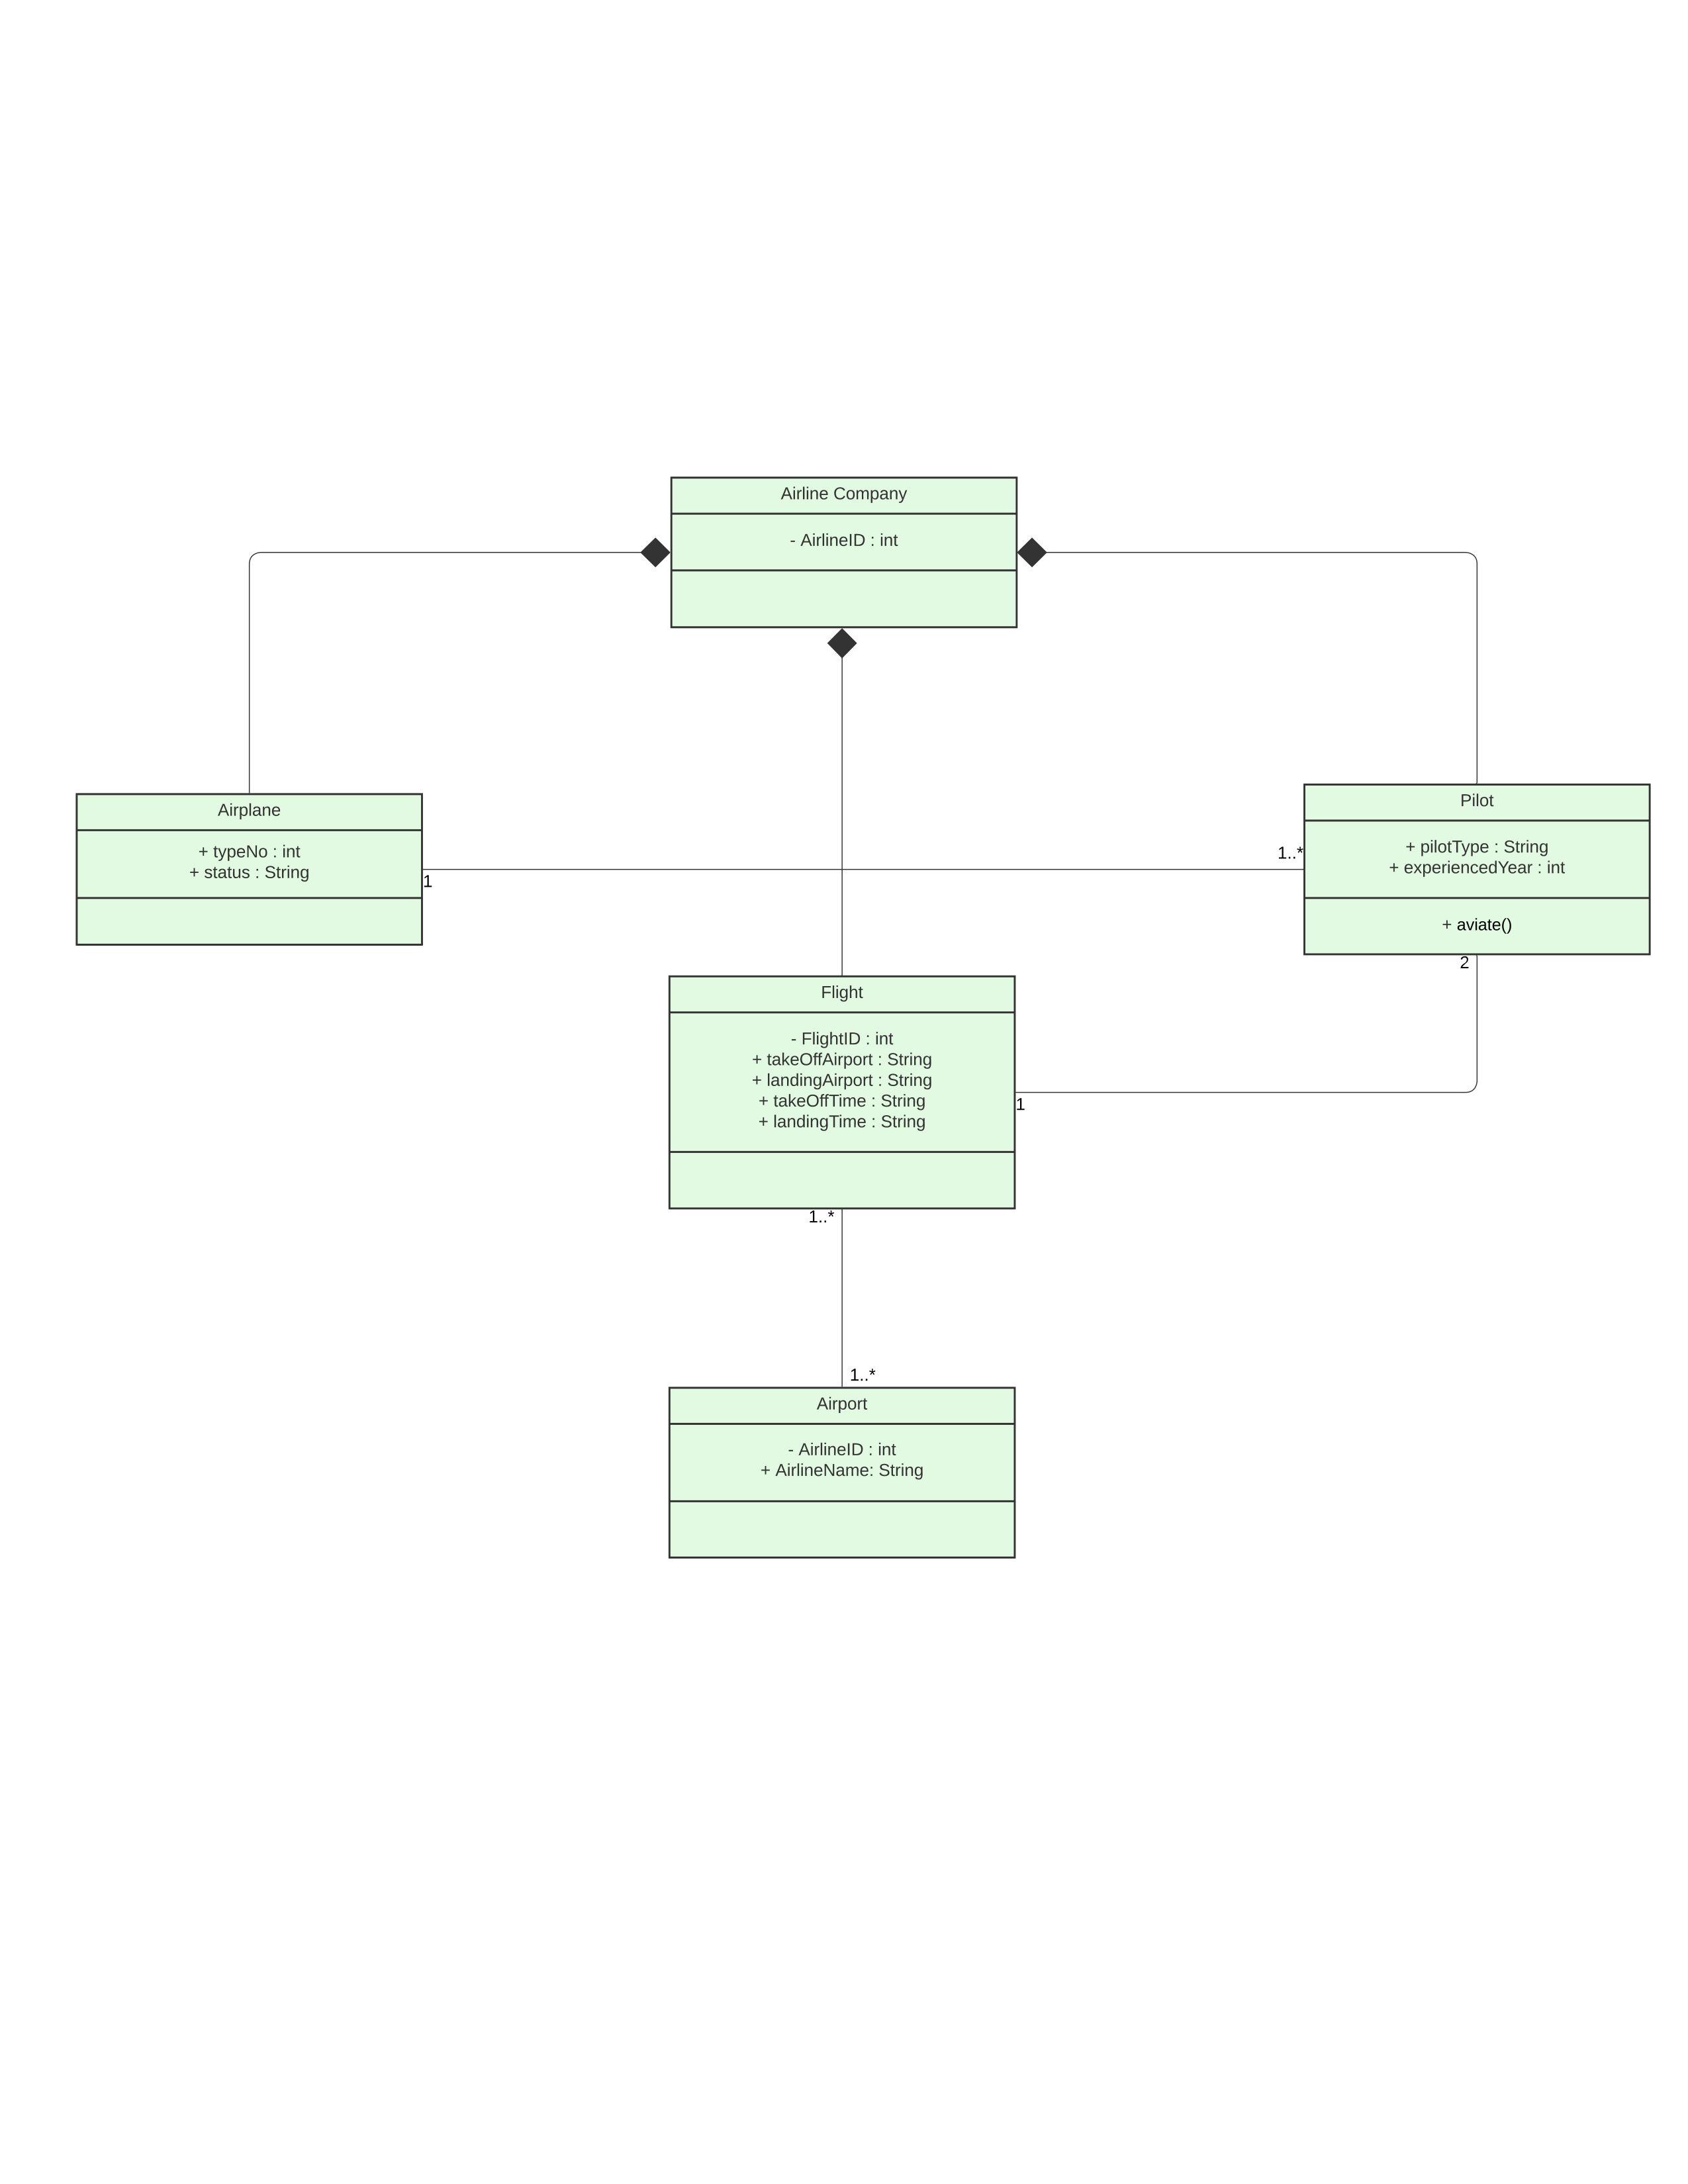 Airline Company
- AirlineID : int
Airplane
+ typeNo : int
+ status : String
1
1..*
Pilot
+ pilotType : String
+ experiencedYear : int
+ aviate()
2
Flight
- FlightID : int
+ takeOffAirport : String
+ landingAirport : String
+ takeOffTime : String
+ landingTime : String
1
1..*
1..*
Airport
- AirlineID : int
+ AirlineName: String